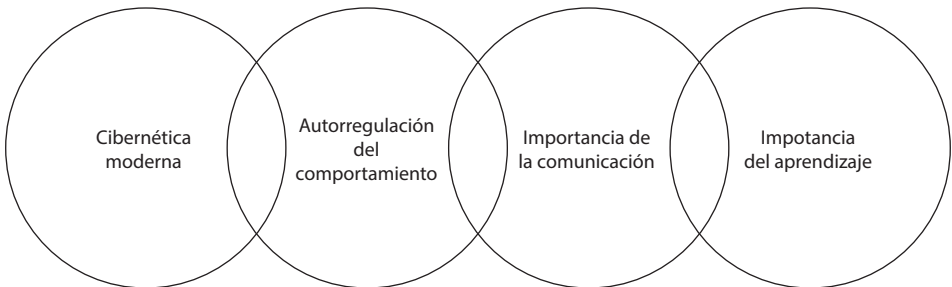 Cibernética
moderna
Autorregulación
del
comportamiento
Importancia de
la comunicación
Impotancia
del aprendizaje